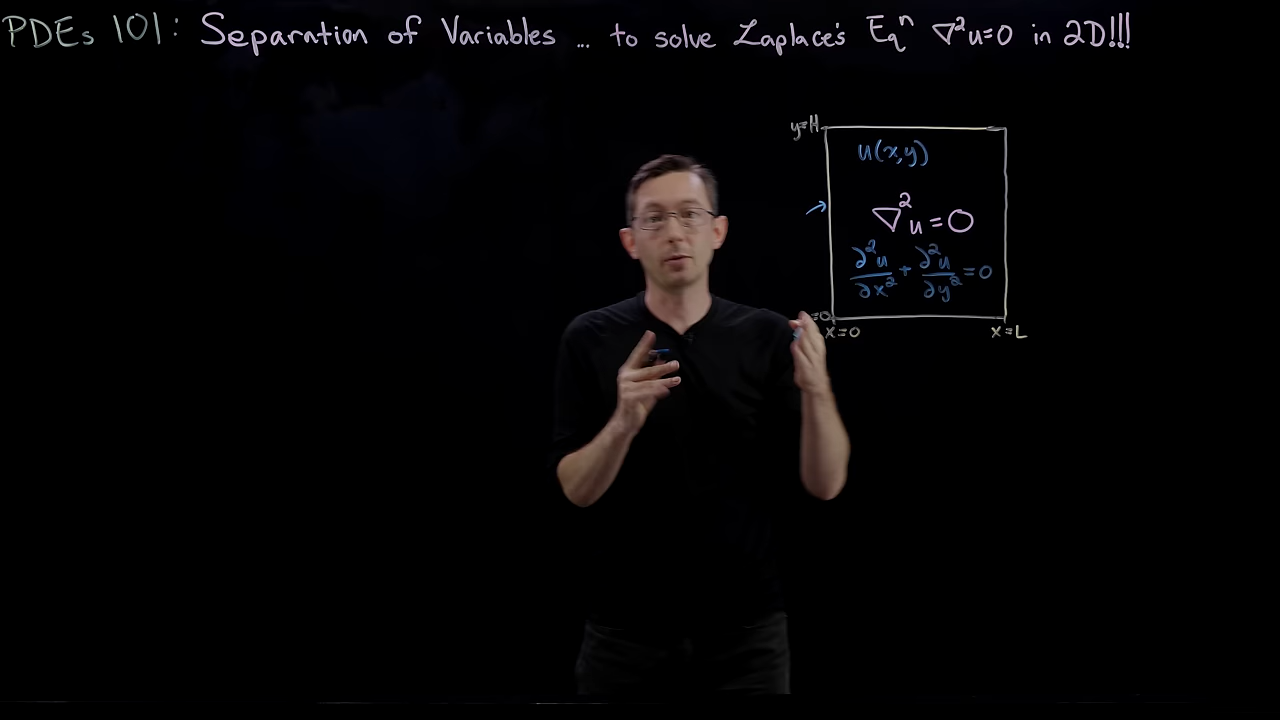 PDEs 101: Separation of Variables ... to solve Laplace's Eqⁿ ∇²u=0 in 2D!!!
y=H
u(x,y)
∇²u=0
∂²u/∂x² + ∂²u/∂y² = 0
=0
x=0 x=L